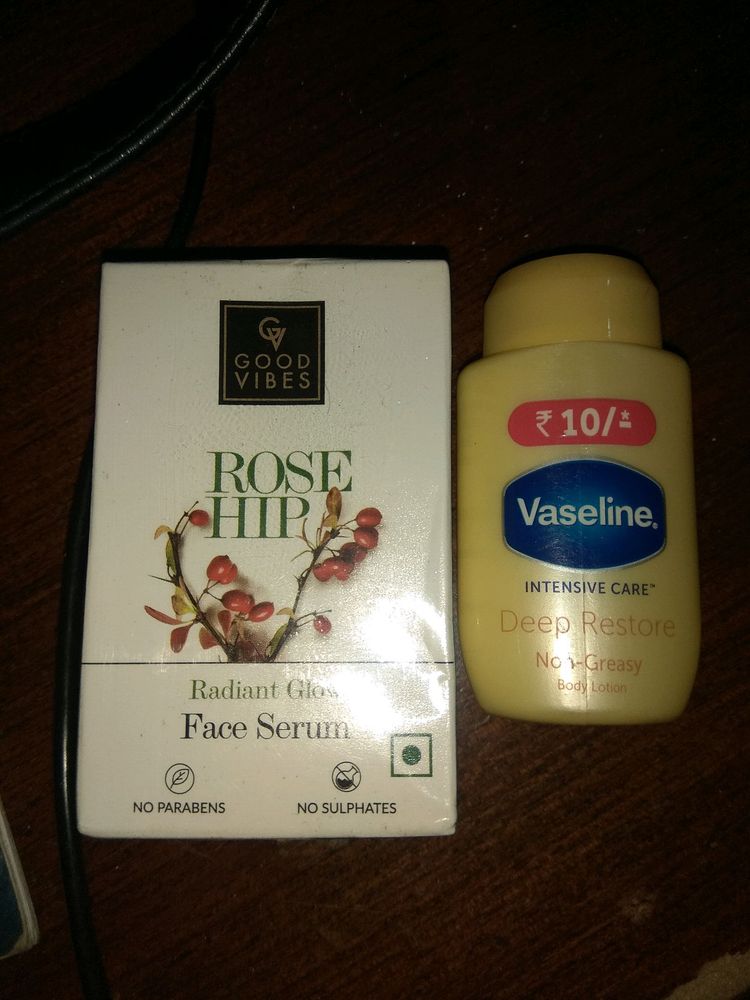 GV
GOOD
VIBES
ROSE
HIP
Radiant Glow
Face Serum
NO PARABENS
NO SULPHATES
₹ 10/*
Vaseline.
INTENSIVE CARE™
Deep Restore
Non-Greasy
Body Lotion